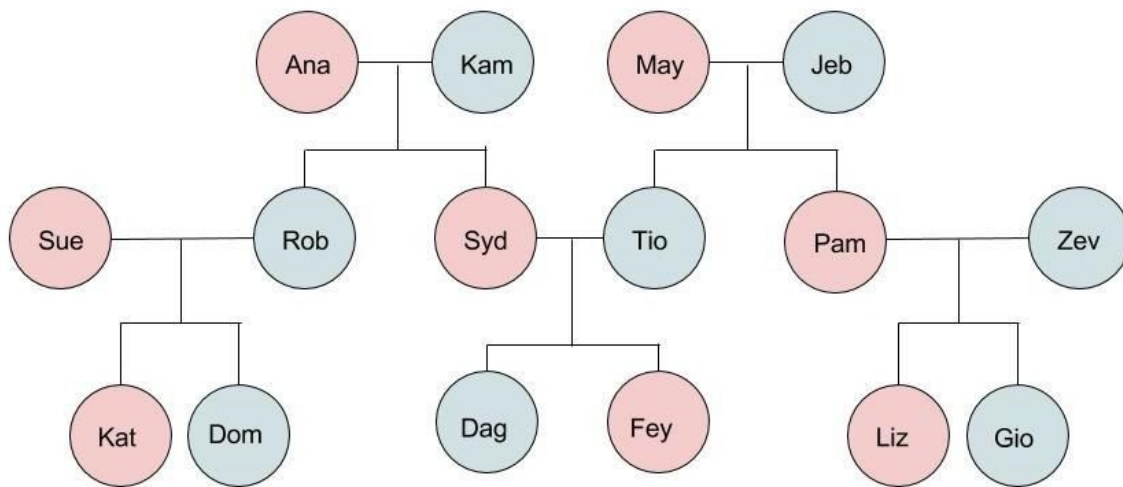 Ana Kam May Jeb
Sue Rob Syd Tio Pam Zev
Kat Dom Dag Fey Liz Gio